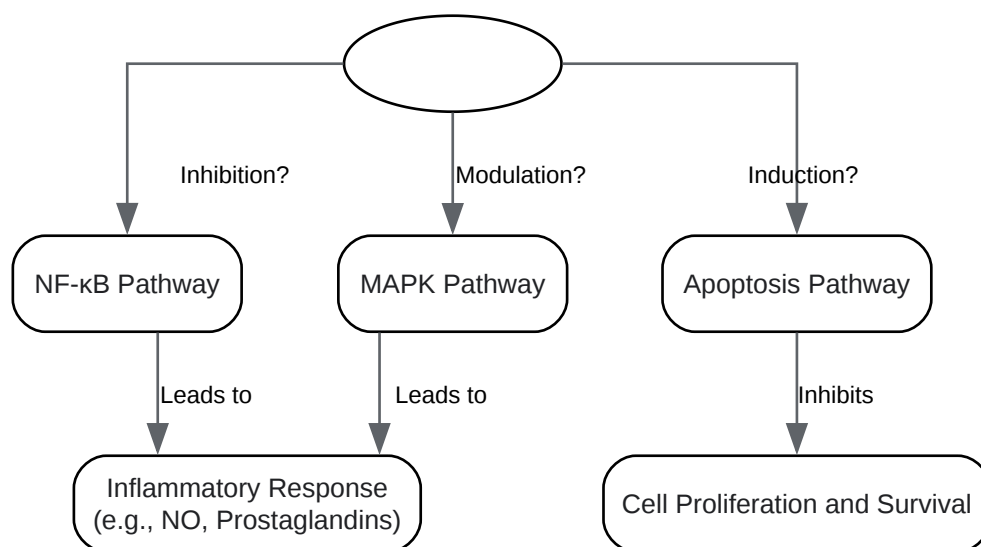 Inhibition?
Modulation?
Induction?
NF-κB Pathway
MAPK Pathway
Apoptosis Pathway
Leads to
Leads to
Inhibits
Inflammatory Response
(e.g., NO, Prostaglandins)
Cell Proliferation and Survival